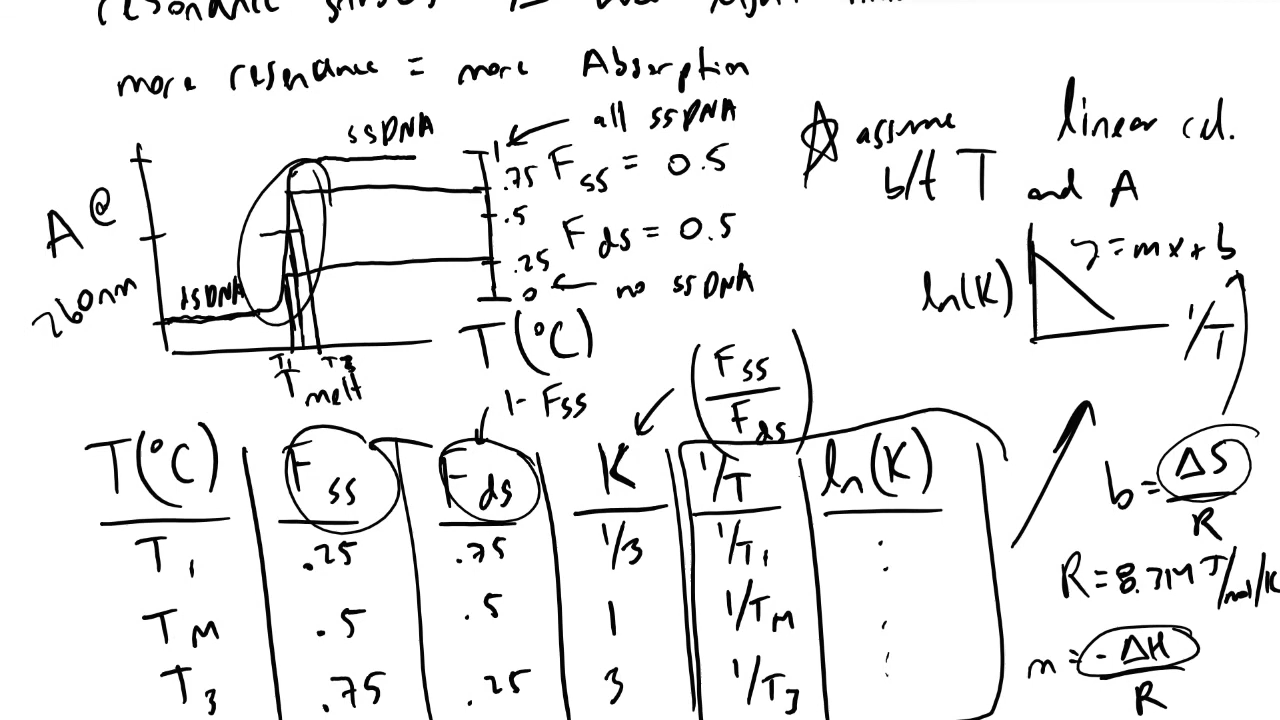 more resonance = more Absorption
ssDNA
all ssDNA
1
.75
.5
.25
0
F ss = 0.5
F ds = 0.5
no ssDNA
A @
260nm
dsDNA
T (°C)
T1
T3
T melt
☆ assume linear rel.
b/t T and A
ln(K)
y = mx + b
1/T
1 - Fss
(Fss / Fds)
T(°C) Fss Fds K 1/T ln(K)
T1 .25 .75 1/3 1/T1 :
TM .5 .5 1 1/TM :
T3 .75 .25 3 1/T3 :
b = ΔS / R
R = 8.314 J/mol/K
m = -ΔH / R